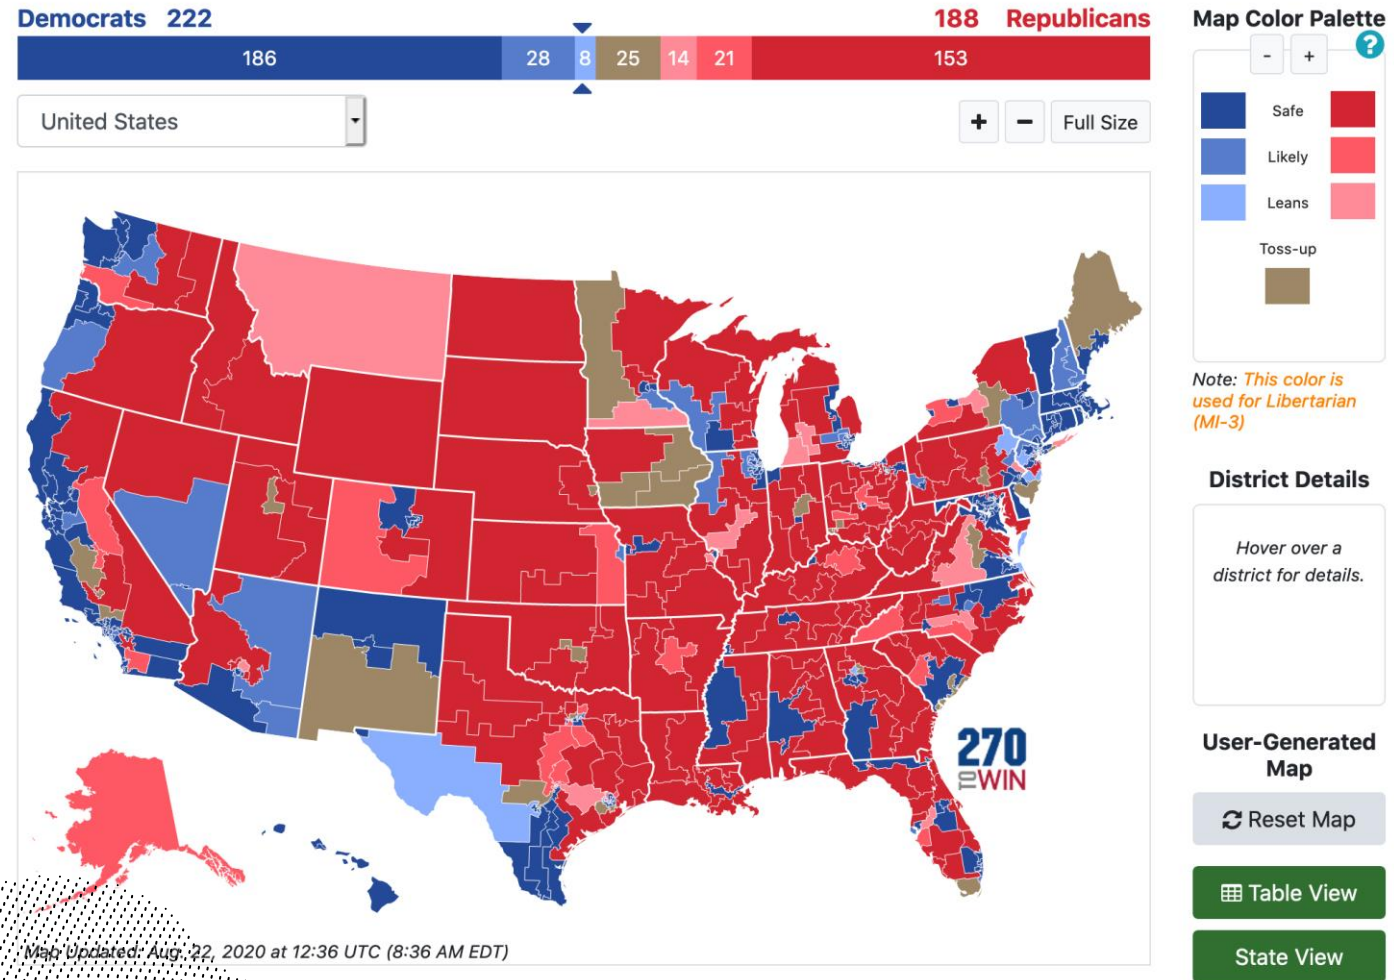 Democrats 222
188 Republicans
186 28 8 25 14 21 153
United States
+ − Full Size
Map Color Palette
- +
?
Safe
Likely
Leans
Toss-up
Note: This color is
used for Libertarian
(MI-3)
District Details
Hover over a
district for details.
270
TO WIN
User-Generated
Map
Reset Map
Table View
State View
Map Updated: Aug. 22, 2020 at 12:36 UTC (8:36 AM EDT)